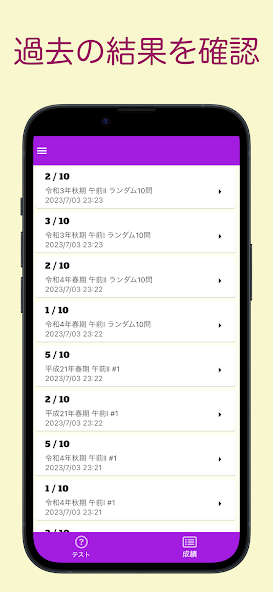 過去の結果を確認
2 / 10
令和3年秋期 午前II ランダム10問
2023/7/03 23:23
3 / 10
令和3年秋期 午前I ランダム10問
2023/7/03 23:23
2 / 10
令和4年春期 午前II ランダム10問
2023/7/03 23:22
1 / 10
令和4年春期 午前I ランダム10問
2023/7/03 23:22
5 / 10
平成21年春期 午前II #1
2023/7/03 23:22
2 / 10
平成21年春期 午前I #1
2023/7/03 23:22
5 / 10
令和4年秋期 午前II #1
2023/7/03 23:21
1 / 10
令和4年秋期 午前I #1
2023/7/03 23:21
テスト
成績